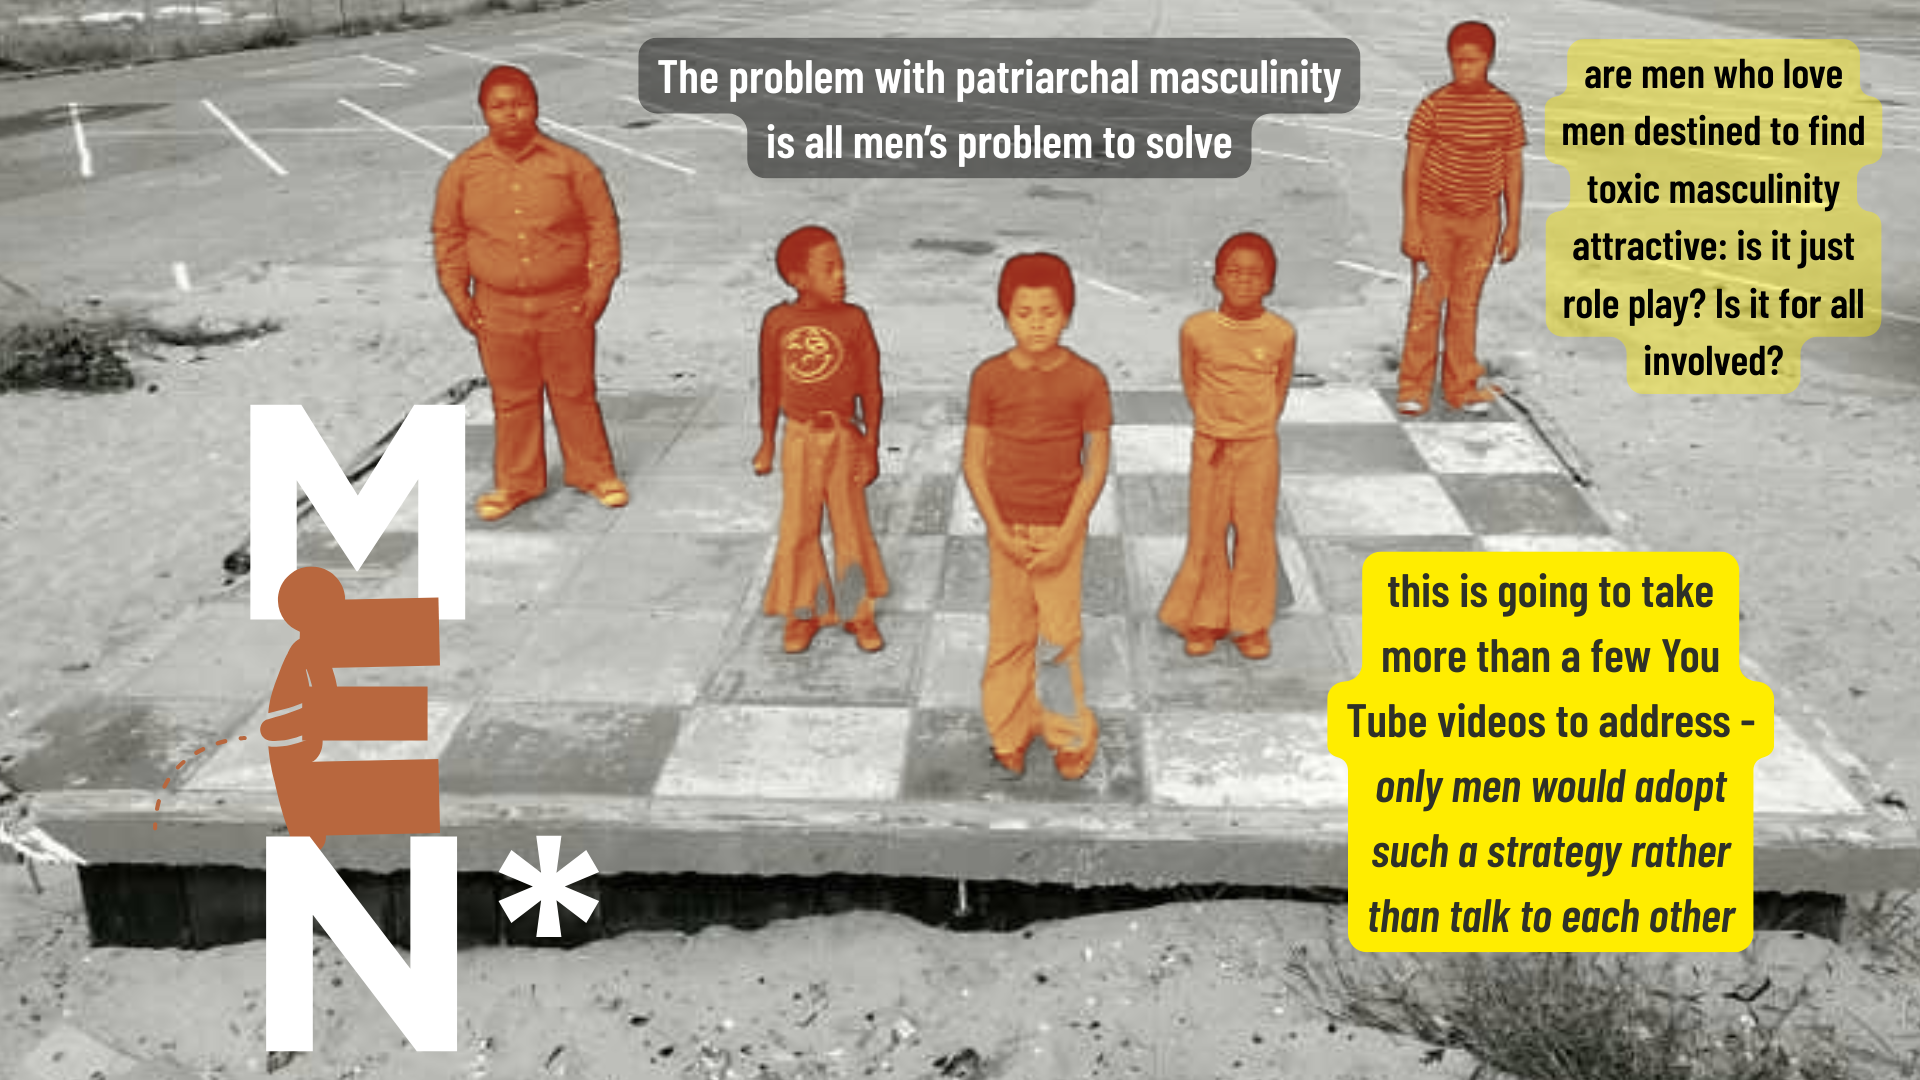 The problem with patriarchal masculinity
is all men’s problem to solve
are men who love
men destined to find
toxic masculinity
attractive: is it just
role play? Is it for all
involved?
M
E
N*
this is going to take
more than a few You
Tube videos to address -
only men would adopt
such a strategy rather
than talk to each other